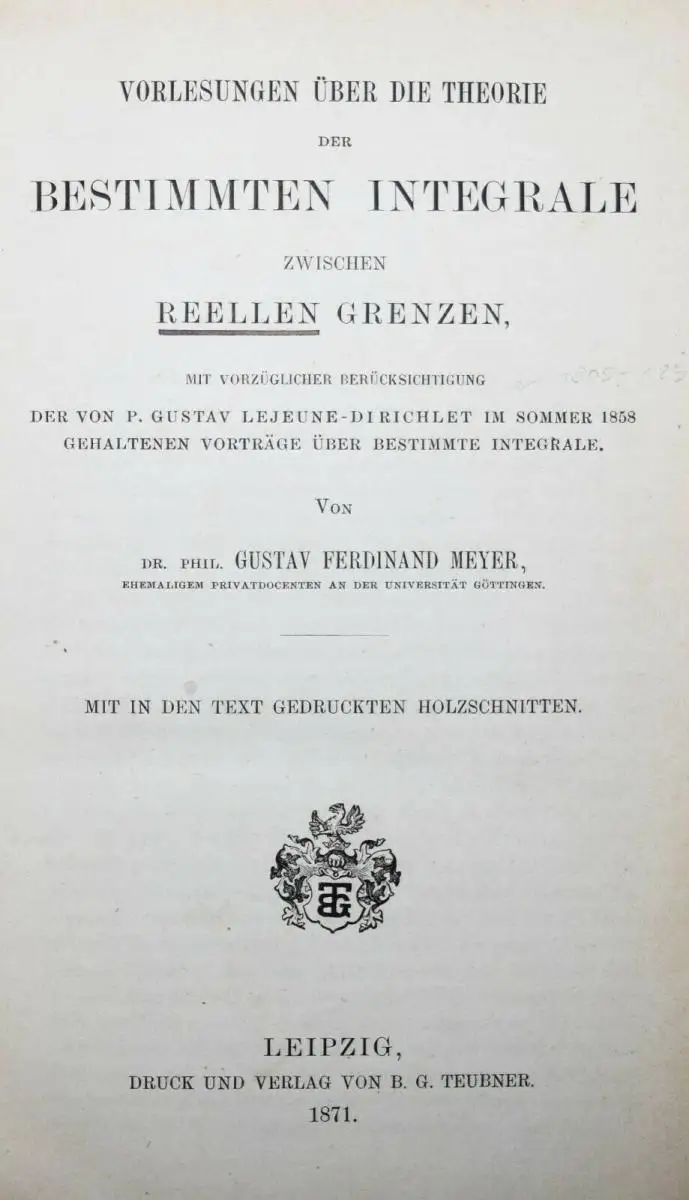 VORLESUNGEN ÜBER DIE THEORIE
DER
BESTIMMTEN INTEGRALE
ZWISCHEN
REELLEN GRENZEN,
MIT VORZÜGLICHER BERÜCKSICHTIGUNG
DER VON P. GUSTAV LEJEUNE-DIRICHLET IM SOMMER 1858
GEHALTENEN VORTRÄGE ÜBER BESTIMMTE INTEGRALE.
VON
DR. PHIL. GUSTAV FERDINAND MEYER,
EHEMALIGEM PRIVATDOCENTEN AN DER UNIVERSITÄT GÖTTINGEN.
MIT IN DEN TEXT GEDRUCKTEN HOLZSCHNITTEN.
BGT
LEIPZIG,
DRUCK UND VERLAG VON B. G. TEUBNER.
1871.